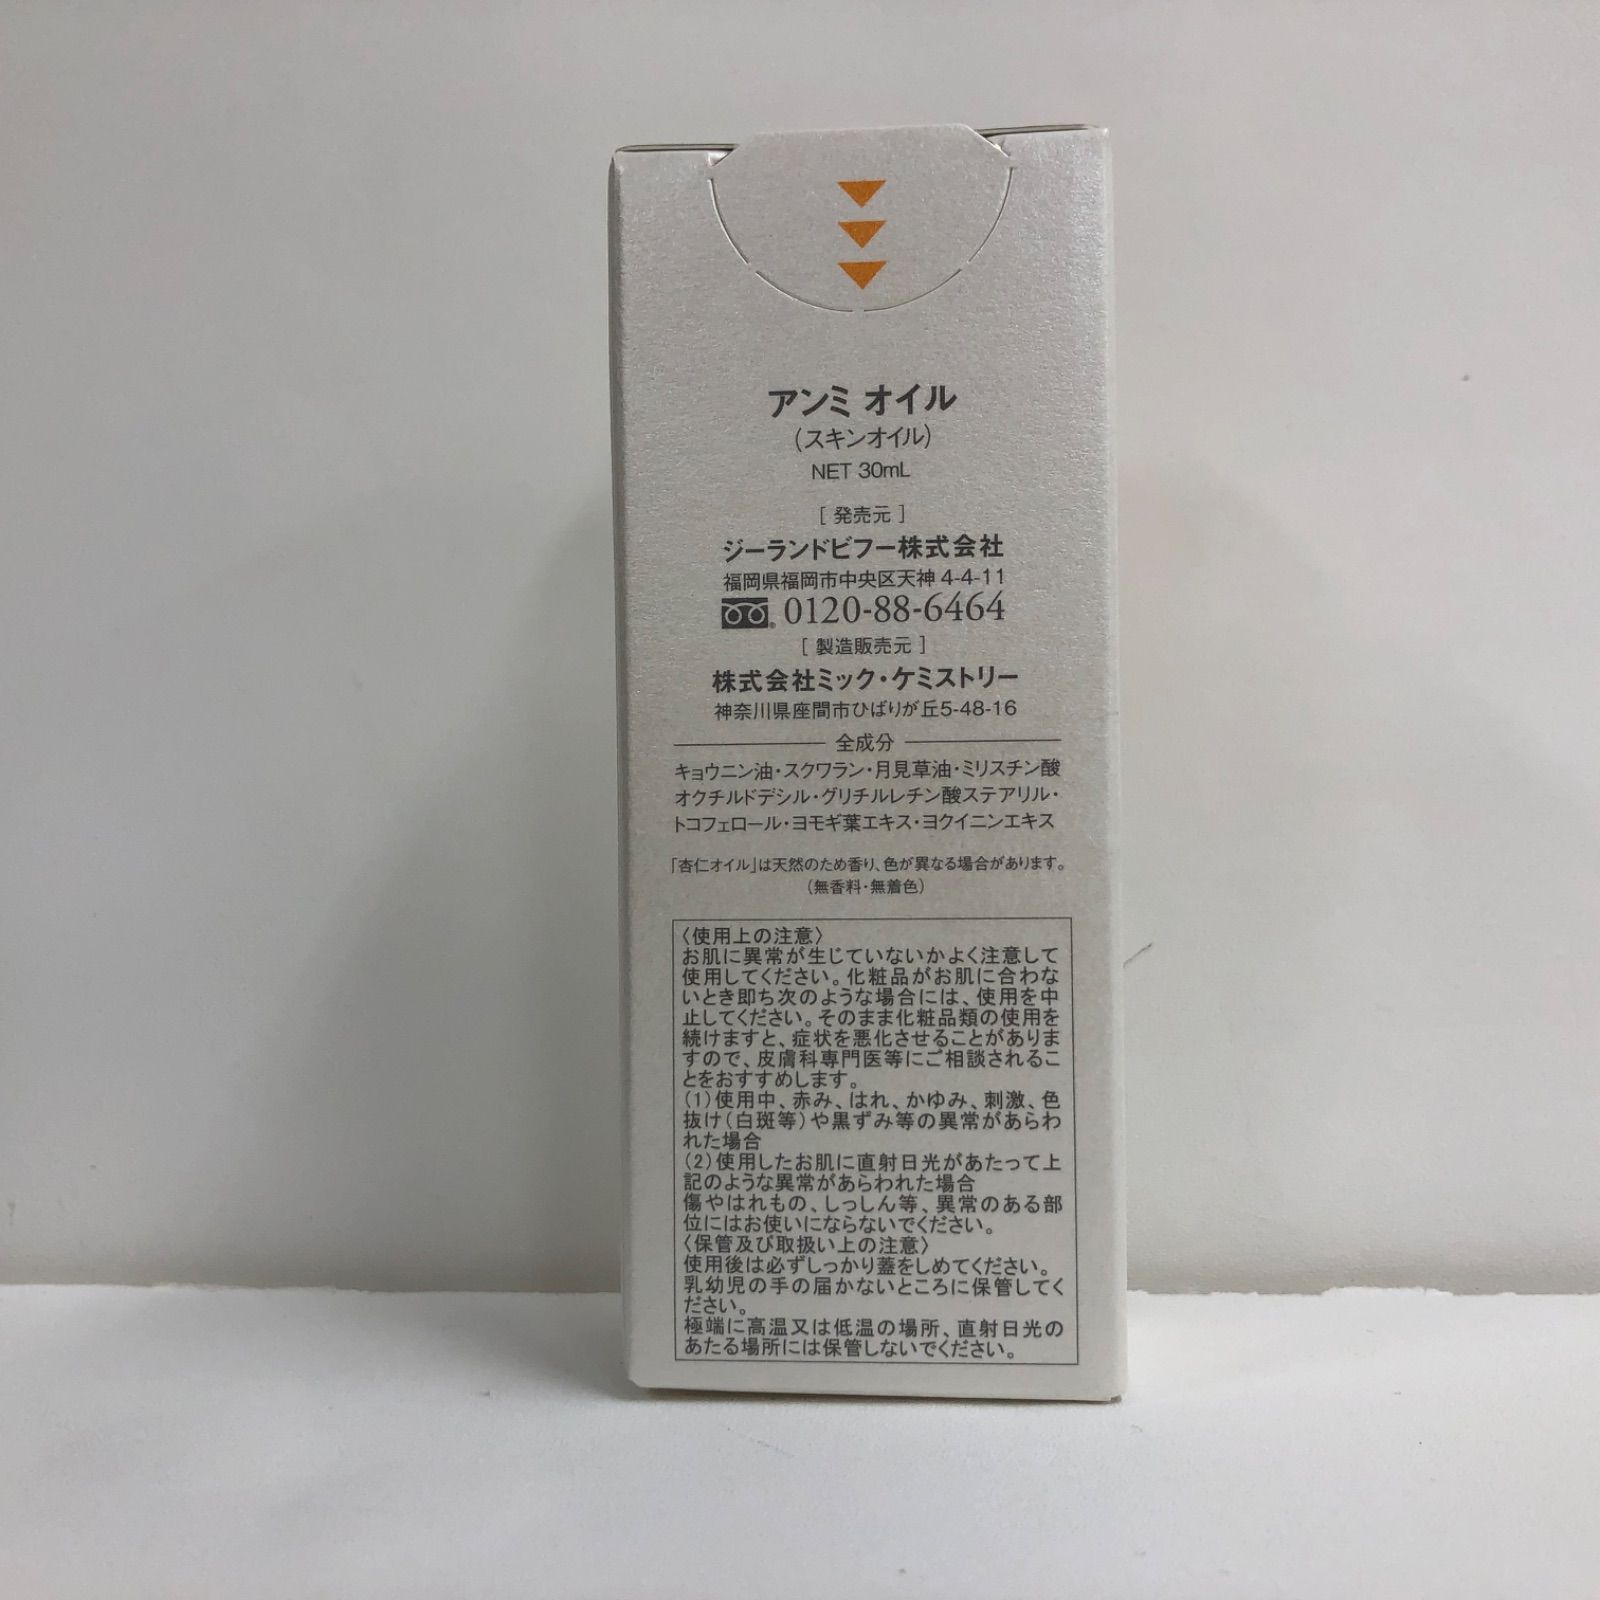 アンミ オイル
(スキンオイル)
NET 30mL
[ 発売元 ]
ジーランドビフー株式会社
福岡県福岡市中央区天神 4-4-11
0120-88-6464
[ 製造販売元 ]
株式会社ミック・ケミストリー
神奈川県座間市ひばりが丘5-48-16
全成分
キョウニン油・スクワラン・月見草油・ミリスチン酸
オクチルドデシル・グリチルレチン酸ステアリル・
トコフェロール・ヨモギ葉エキス・ヨクイニンエキス
「杏仁オイル」は天然のため香り、色が異なる場合があります。
(無香料・無着色)
〈使用上の注意〉
お肌に異常が生じていないかよく注意して
使用してください。化粧品がお肌に合わな
いとき即ち次のような場合には、使用を中
止してください。そのまま化粧品類の使用を
続けますと、症状を悪化させることがありま
すので、皮膚科専門医等にご相談されるこ
とをおすすめします。
(1)使用中、赤み、はれ、かゆみ、刺激、色
抜け(白斑等)や黒ずみ等の異常があらわ
れた場合
(2)使用したお肌に直射日光があたって上
記のような異常があらわれた場合
傷やはれもの、しっしん等、異常のある部
位にはお使いにならないでください。
〈保管及び取扱い上の注意〉
使用後は必ずしっかり蓋をしめてください。
乳幼児の手の届かないところに保管してく
ださい。
極端に高温又は低温の場所、直射日光の
あたる場所には保管しないでください。